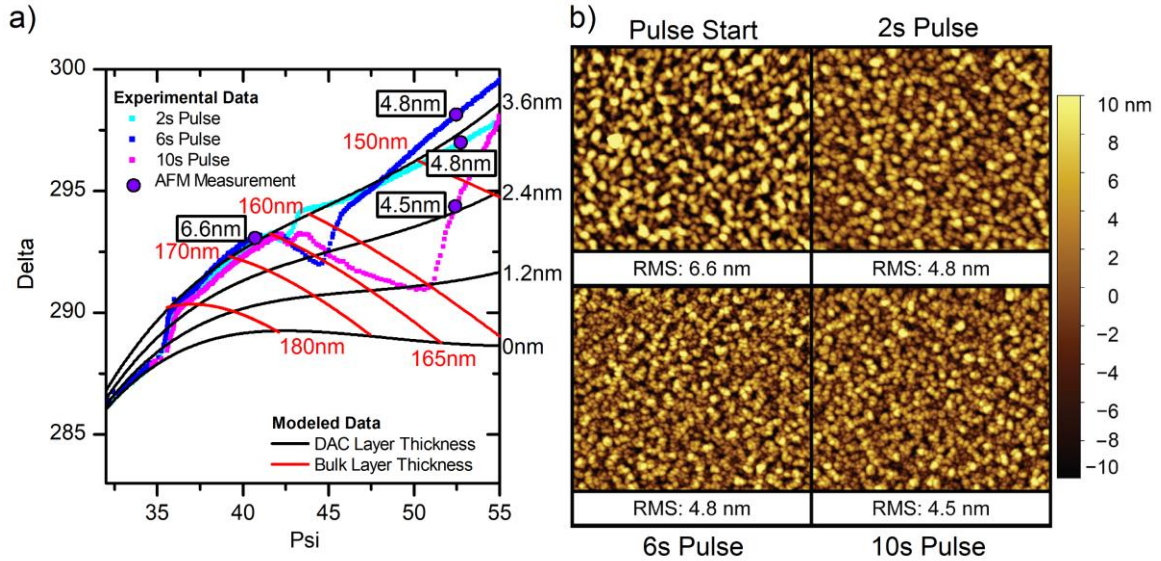 a)
300
295
290
285
Delta
35
40
45
50
55
Psi
Experimental Data
2s Pulse
6s Pulse
10s Pulse
AFM Measurement
4.8nm
3.6nm
150nm
4.8nm
2.4nm
4.5nm
160nm
6.6nm
170nm
1.2nm
180nm
165nm
0nm
Modeled Data
DAC Layer Thickness
Bulk Layer Thickness
b)
Pulse Start
2s Pulse
RMS: 6.6 nm
RMS: 4.8 nm
RMS: 4.8 nm
RMS: 4.5 nm
6s Pulse
10s Pulse
10 nm
8
6
4
2
0
−2
−4
−6
−8
−10